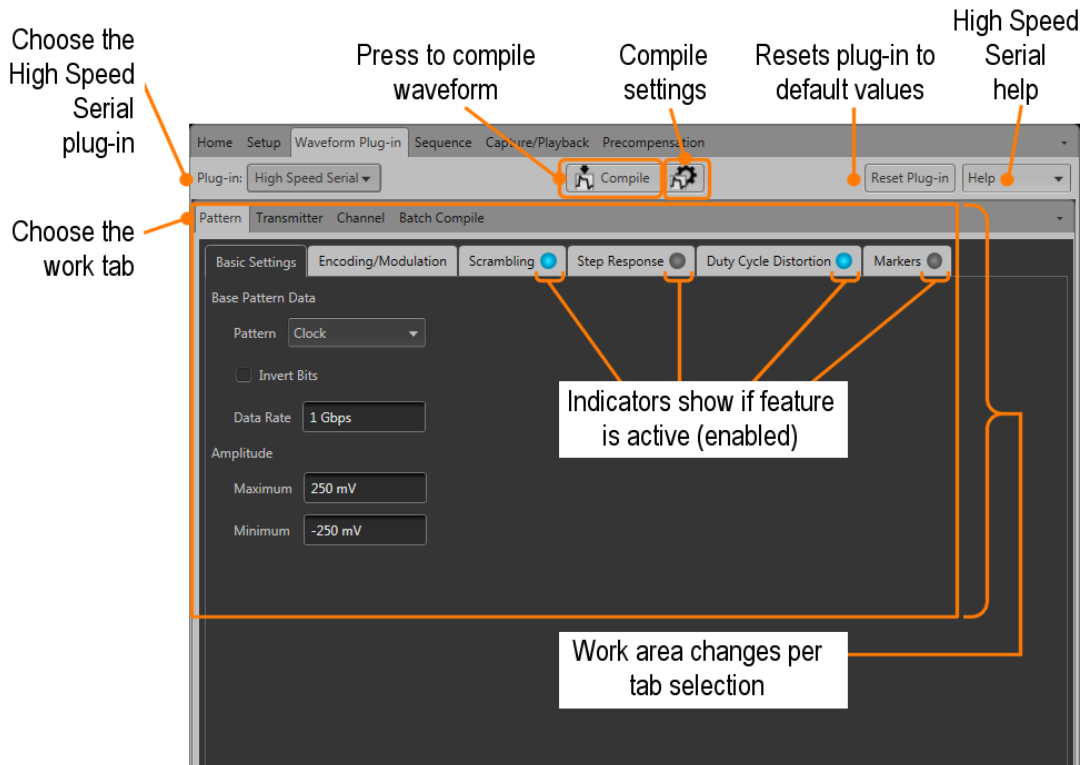 Choose the
High Speed
Serial
plug-in
Press to compile
waveform
Compile
settings
Resets plug-in to
default values
High Speed
Serial
help
Home Setup Waveform Plug-in Sequence Capture/Playback Precompensation
Plug-in: High Speed Serial Compile Reset Plug-in Help
Choose the
work tab
Pattern Transmitter Channel Batch Compile
Basic Settings Encoding/Modulation Scrambling Step Response Duty Cycle Distortion Markers
Base Pattern Data
Pattern Clock
Invert Bits
Data Rate 1 Gbps
Amplitude
Maximum 250 mV
Minimum -250 mV
Indicators show if feature
is active (enabled)
Work area changes per
tab selection